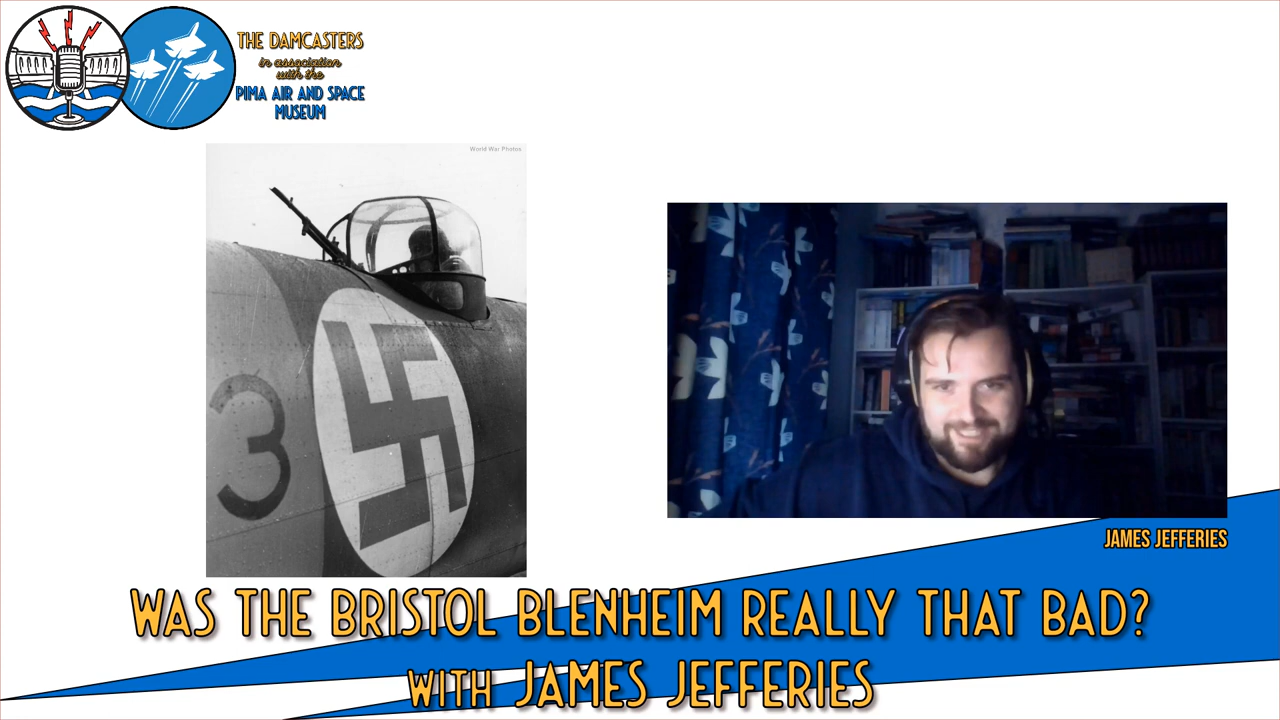 THE DAMCASTERS
in association
with the
PIMA AIR AND SPACE
MUSEUM
World War Photos
3
JAMES JEFFERIES
WAS THE BRISTOL BLENHEIM REALLY THAT BAD?
WITH JAMES JEFFERIES